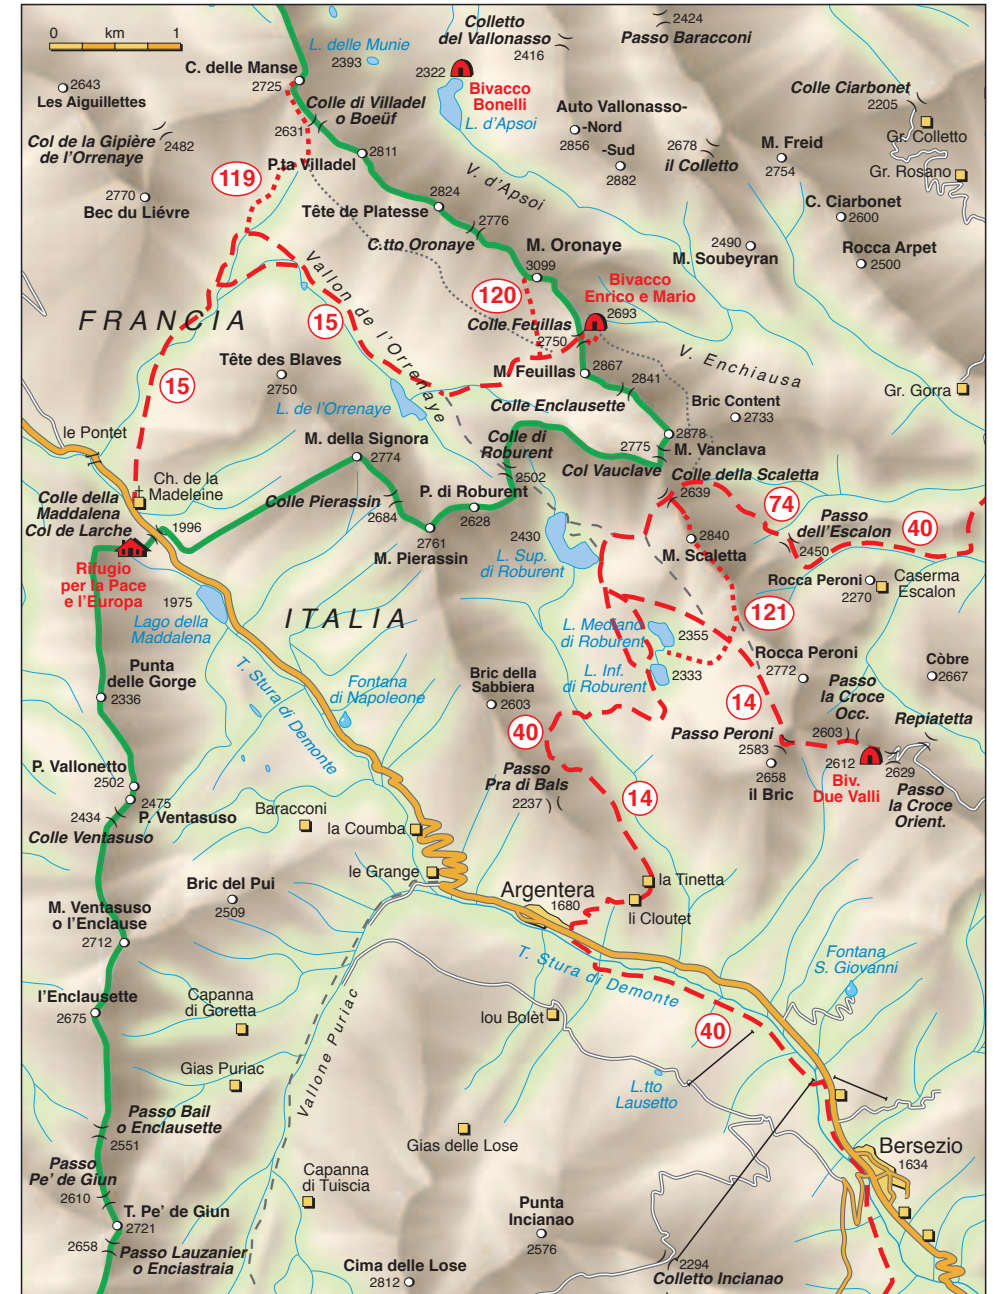 0 km 1
L. delle Munie
2393
Colletto
del Vallonasso
2416
2424
Passo Baracconi
C. delle Manse
2725
2322
Bivacco
Bonelli
L. d'Apsoi
2643
Les Aiguillettes
Colle di Villadel
o Boeüf
2631
Auto Vallonasso-
-Nord
2856
-Sud
2882
Colle Ciarbonet
2205
Gr. Colletto
Col de la Gipière
de l'Orrenaye
2482
2811
P.ta Villadel
2678
il Colletto
M. Freid
2754
Gr. Rosano
119
V. d'Apsoi
2770
Bec du Liévre
2824
Tête de Platesse
2776
C. Ciarbonet
2600
C.tto Oronaye
M. Oronaye
3099
2490
M. Soubeyran
Rocca Arpet
2500
Vallon de l'Orrenaye
120
Bivacco
Enrico e Mario
2693
FRANCIA
15
Colle Feuillas
2750
V. Enchiausa
Tête des Blaves
2750
15
M. Feuillas
2867
2841
Gr. Gorra
L. de l'Orrenaye
Colle Enclausette
Bric Content
2733
le Pontet
M. della Signora
2774
Colle di
Roburent
2502
2775
2878
M. Vanclava
Col Vauclave
Colle della Scaletta
2639
Ch. de la
Madeleine
Colle della
Maddalena
Col de Larche
1996
Colle Pierassin
2684
P. di Roburent
2628
74
Passo
dell'Escalon
2450
40
2761
M. Pierassin
2430
L. Sup.
di Roburent
2840
M. Scaletta
Rifugio
per la Pace
e l'Europa
1975
Lago della
Maddalena
Rocca Peroni
2270
Caserma
Escalon
ITALIA
121
L. Mediano
di Roburent
2355
Punta
delle Gorge
2336
T. Stura di Demonte
Fontana
di Napoleone
Bric della
Sabbiera
2603
L. Inf.
di Roburent
2333
Rocca Peroni
2772
Còbre
2667
14
Passo
la Croce
Occ.
2603
Repiatetta
40
Passo Peroni
2583
2658
il Bric
2612
Biv.
Due Valli
2629
Passo
la Croce
Orient.
P. Vallonetto
2502
2475
P. Ventasuso
2434
Colle Ventasuso
Passo
Pra di Bals
2237
14
Baracconi
la Coumba
le Grange
Bric del Pui
2509
la Tinetta
Argentera
1680
li Cloutet
M. Ventasuso
o l'Enclause
2712
T. Stura di Demonte
Fontana
S. Giovanni
l'Enclausette
2675
Capanna
di Goretta
Vallone Puriac
lou Bolèt
40
Gias Puriac
L.tto
Lausetto
Passo Bail
o Enclausette
2551
Gias delle Lose
Bersezio
1634
Passo
Pe' de Giun
2610
Capanna
di Tuiscia
T. Pe' de Giun
2721
Punta
Incianao
2576
2658
Passo Lauzanier
o Enciastraia
Cima delle Lose
2812
2294
Colletto Incianao